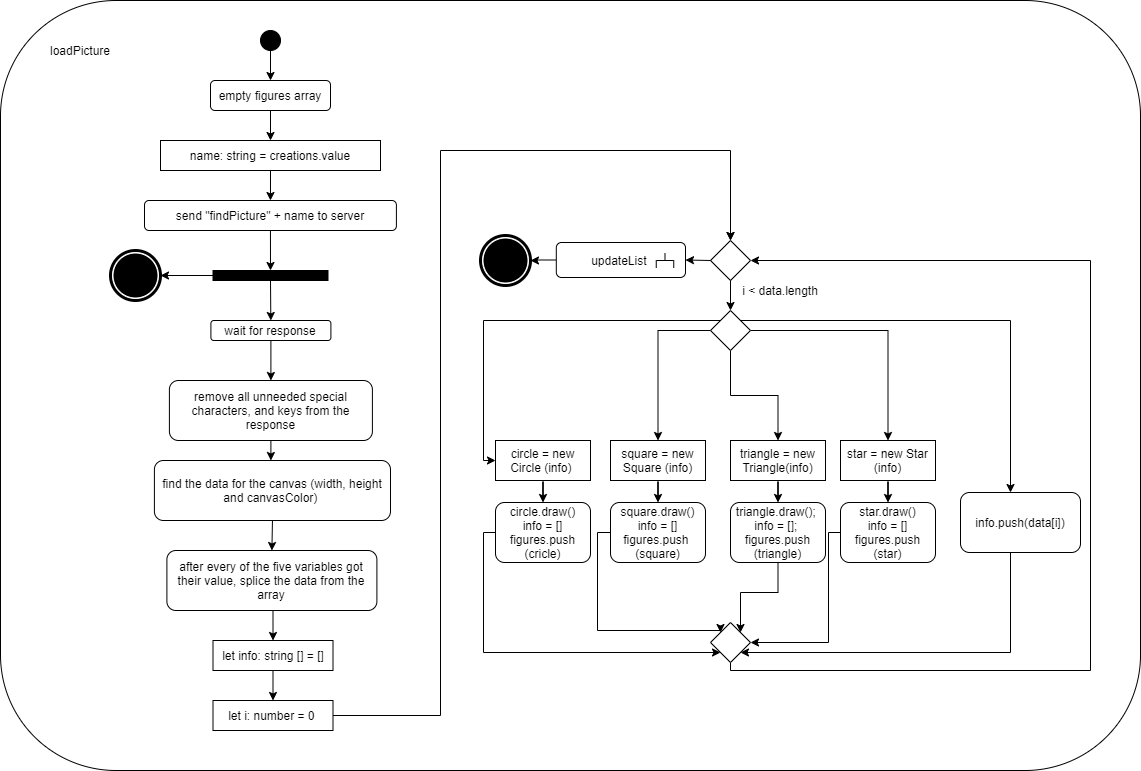 loadPicture
empty figures array
name: string = creations.value
send "findPicture" + name to server
wait for response
remove all unneeded special
characters, and keys from the
response
find the data for the canvas (width, height
and canvasColor)
after every of the five variables got
their value, splice the data from the
array
let info: string [] = []
let i: number = 0
updateList
i < data.length
circle = new
Circle (info)
square = new
Square (info)
triangle = new
Triangle(info)
star = new Star
(info)
circle.draw()
info = []
figures.push
(cricle)
square.draw()
info = []
figures.push
(square)
triangle.draw();
info = [];
figures.push
(triangle)
star.draw()
info = []
figures.push
(star)
info.push(data[i])